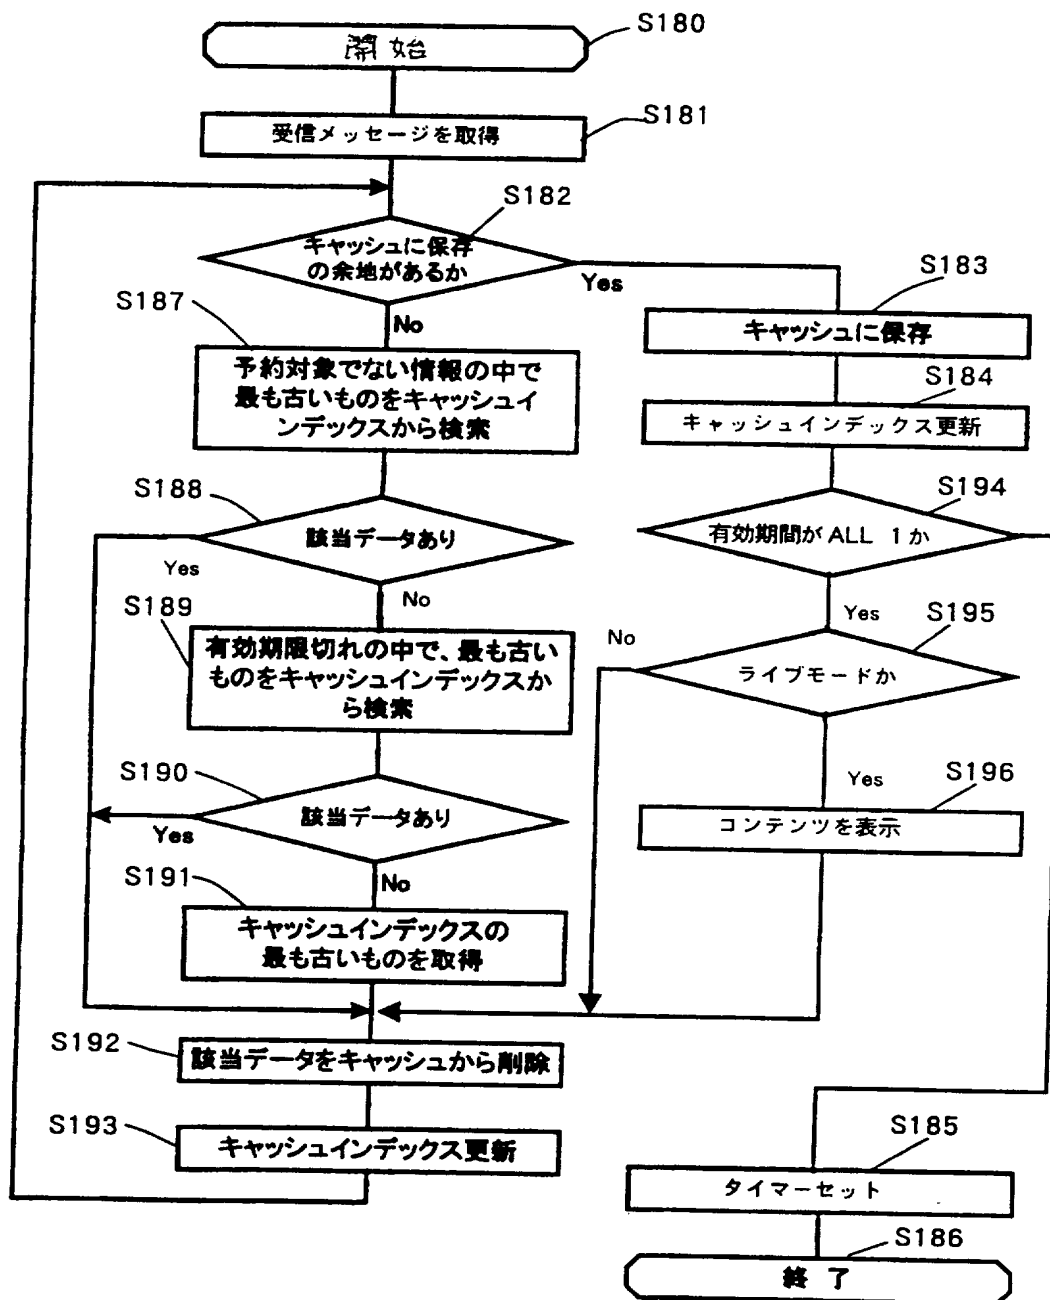 S180
開始
S181
受信メッセージを取得
S182
キャッシュに保存
の余地があるか
Yes
No
S183
キャッシュに保存
S187
予約対象でない情報の中で
最も古いものをキャッシュイ
ンデックスから検索
S184
キャッシュインデックス更新
S188
該当データあり
Yes
No
S194
有効期間がALL 1か
Yes
S189
有効期限切れの中で、最も古い
ものをキャッシュインデックスか
ら検索
S195
No
ライブモードか
Yes
S190
該当データあり
Yes
No
S196
コンテンツを表示
S191
キャッシュインデックスの
最も古いものを取得
S192
該当データをキャッシュから削除
S193
キャッシュインデックス更新
S185
タイマーセット
S186
終了